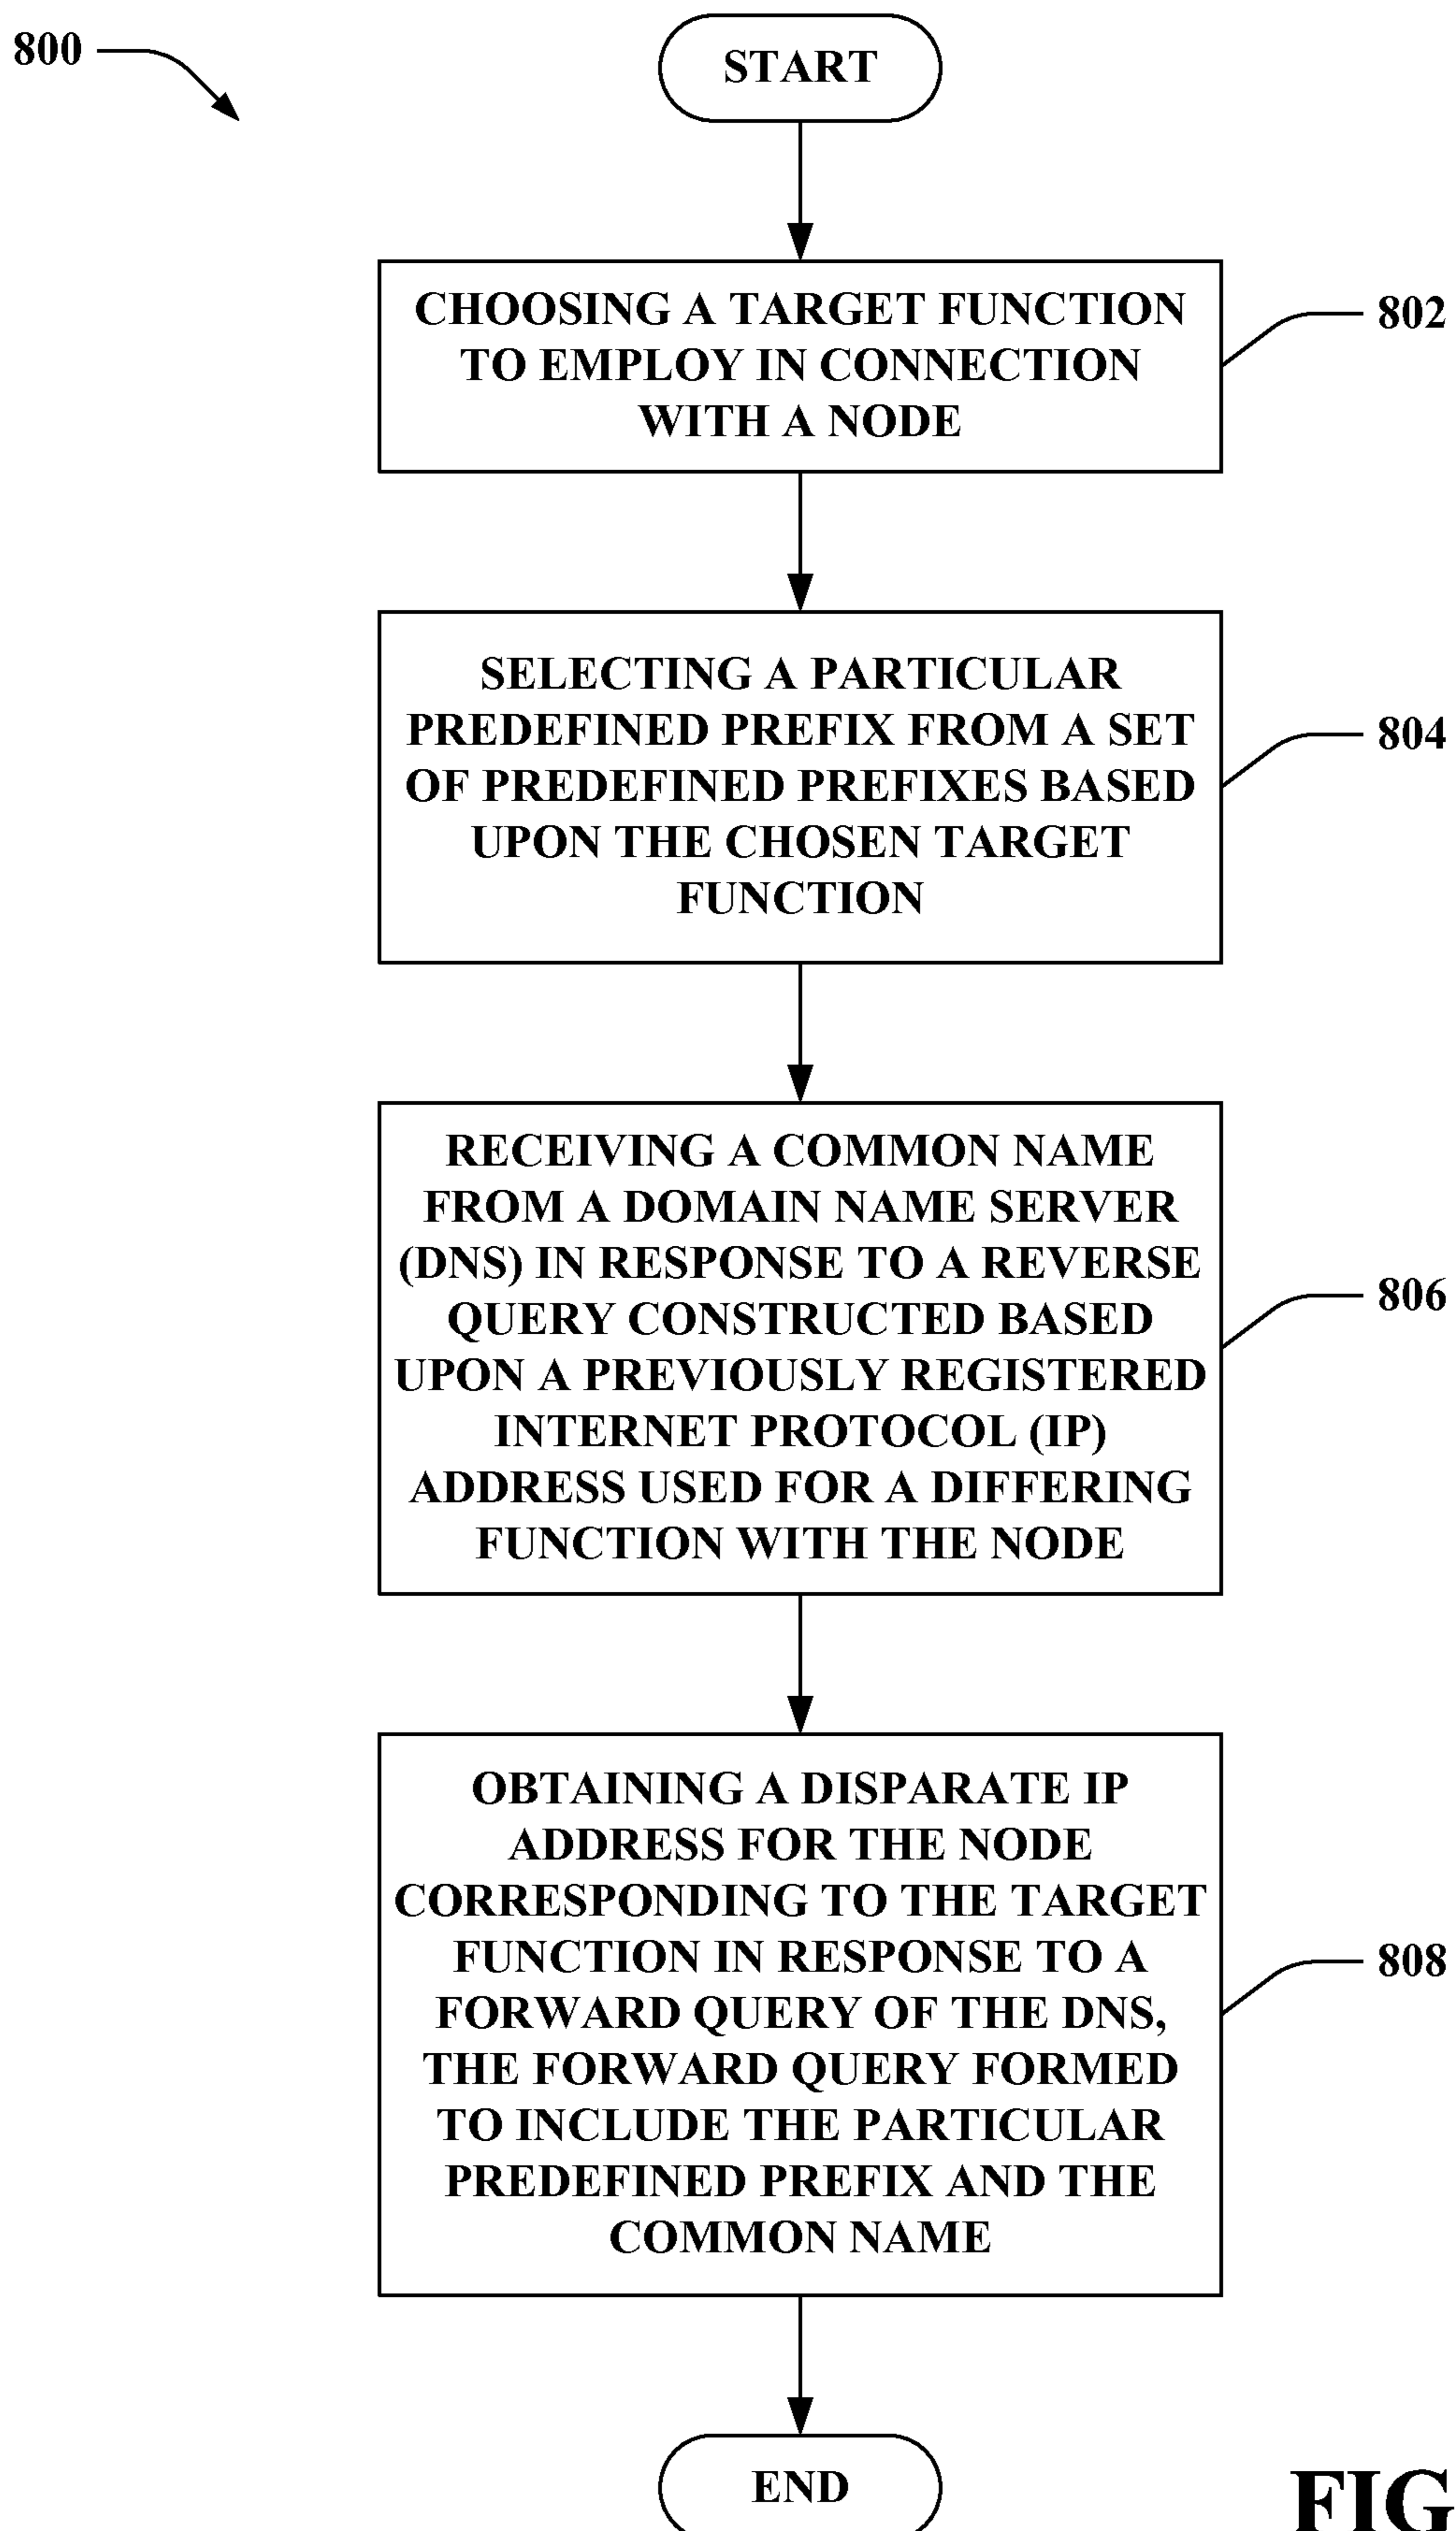 800
START
CHOOSING A TARGET FUNCTION
TO EMPLOY IN CONNECTION
WITH A NODE
802
SELECTING A PARTICULAR
PREDEFINED PREFIX FROM A SET
OF PREDEFINED PREFIXES BASED
UPON THE CHOSEN TARGET
FUNCTION
804
RECEIVING A COMMON NAME
FROM A DOMAIN NAME SERVER
(DNS) IN RESPONSE TO A REVERSE
QUERY CONSTRUCTED BASED
UPON A PREVIOUSLY REGISTERED
INTERNET PROTOCOL (IP)
ADDRESS USED FOR A DIFFERING
FUNCTION WITH THE NODE
806
OBTAINING A DISPARATE IP
ADDRESS FOR THE NODE
CORRESPONDING TO THE TARGET
FUNCTION IN RESPONSE TO A
FORWARD QUERY OF THE DNS,
THE FORWARD QUERY FORMED
TO INCLUDE THE PARTICULAR
PREDEFINED PREFIX AND THE
COMMON NAME
808
END
FIG